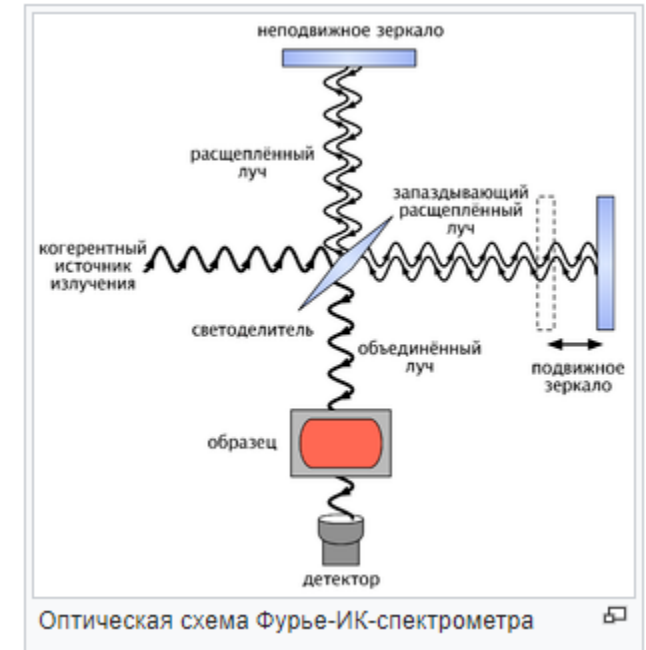 неподвижное зеркало
расщеплённый
луч
запаздывающий
расщеплённый
луч
когерентный
источник
излучения
светоделитель
объединённый
луч
подвижное
зеркало
образец
детектор
Оптическая схема Фурье-ИК-спектрометра